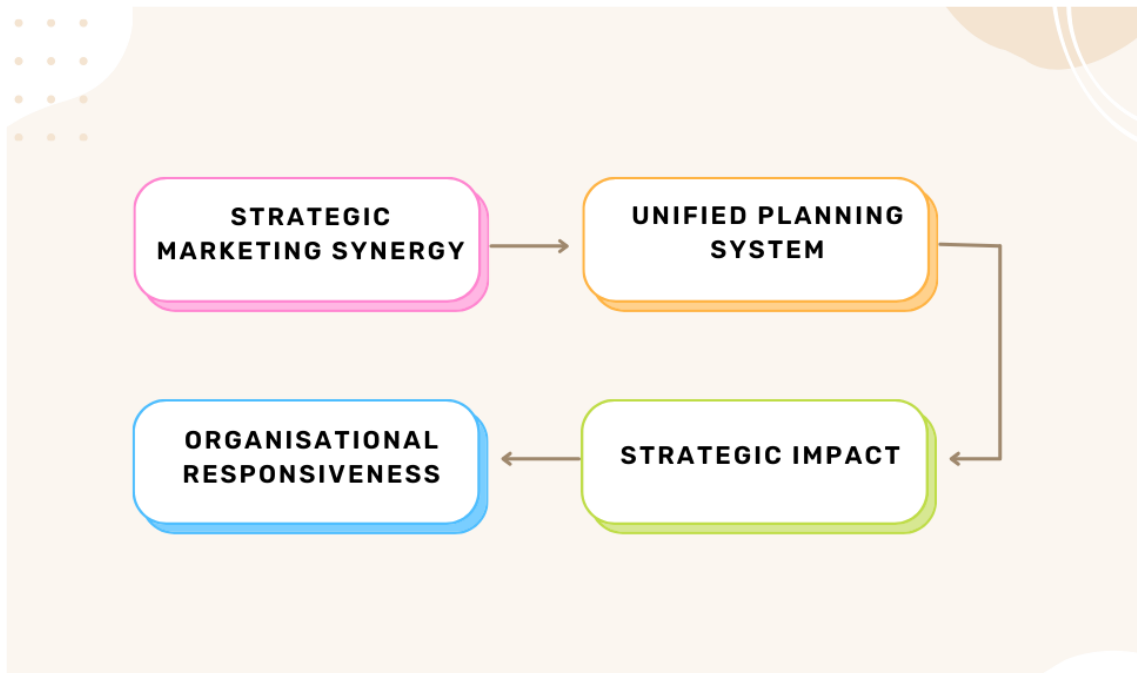 STRATEGIC
MARKETING SYNERGY
UNIFIED PLANNING
SYSTEM
STRATEGIC IMPACT
ORGANISATIONAL
RESPONSIVENESS